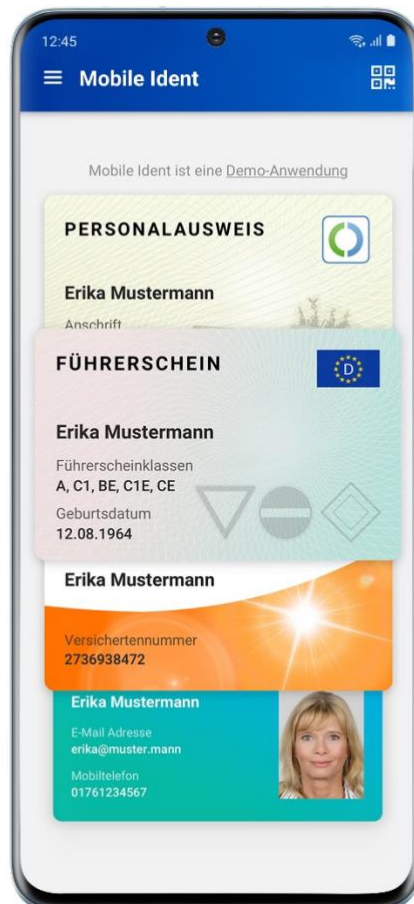 12:45
Mobile Ident
Mobile Ident ist eine Demo-Anwendung
PERSONALAUSWEIS
Erika Mustermann
Anschrift
FÜHRERSCHEIN
D
Erika Mustermann
Führerscheinklassen
A, C1, BE, C1E, CE
Geburtsdatum
12.08.1964
Erika Mustermann
Versichertennummer
2736938472
Erika Mustermann
E-Mail Adresse
erika@muster.mann
Mobiltelefon
01761234567